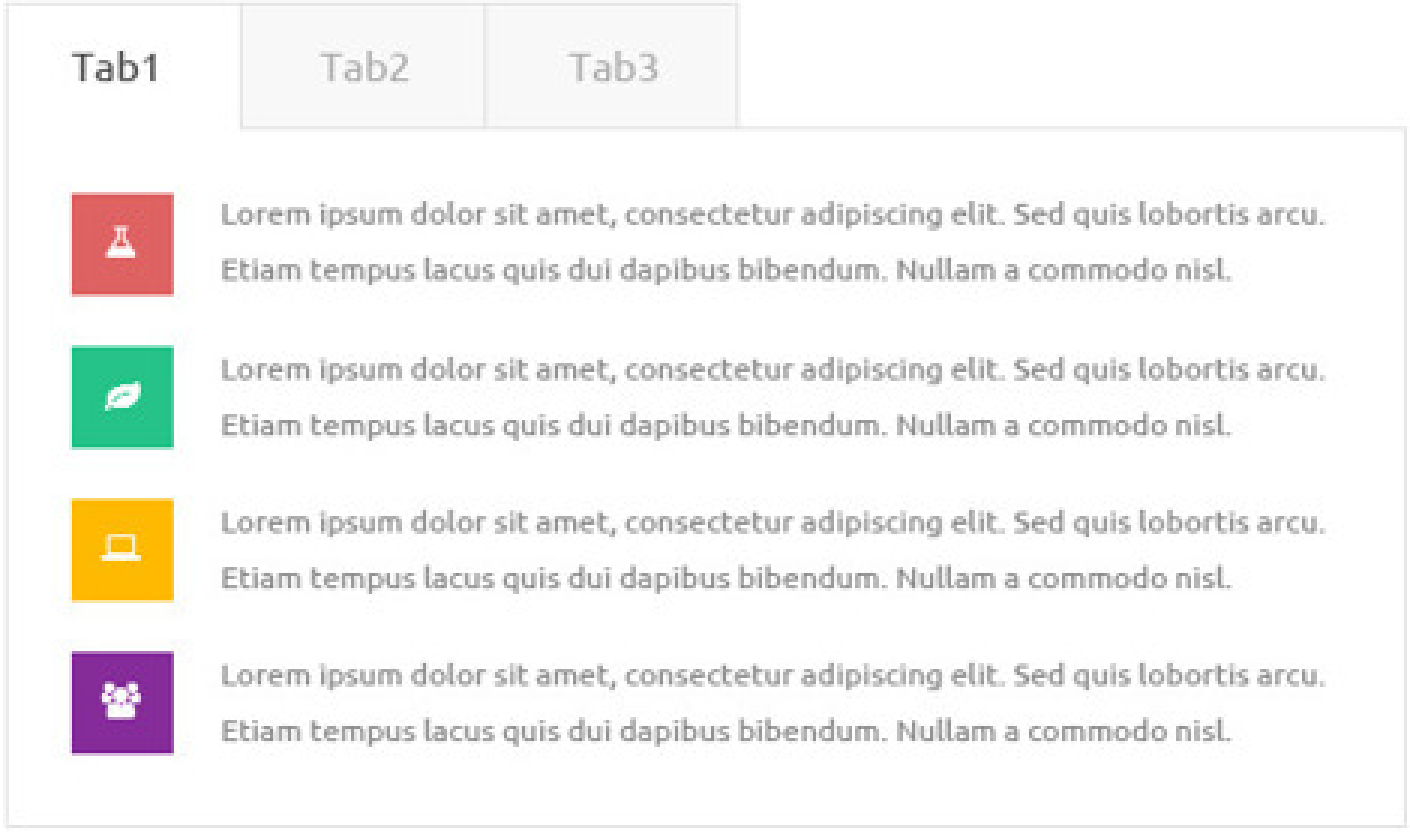 Tab1
Tab2
Tab3
Lorem ipsum dolor sit amet, consectetur adipiscing elit. Sed quis lobortis arcu.
Etiam tempus lacus quis dui dapibus bibendum. Nullam a commodo nisl.
Lorem ipsum dolor sit amet, consectetur adipiscing elit. Sed quis lobortis arcu.
Etiam tempus lacus quis dui dapibus bibendum. Nullam a commodo nisl.
Lorem ipsum dolor sit amet, consectetur adipiscing elit. Sed quis lobortis arcu.
Etiam tempus lacus quis dui dapibus bibendum. Nullam a commodo nisl.
Lorem ipsum dolor sit amet, consectetur adipiscing elit. Sed quis lobortis arcu.
Etiam tempus lacus quis dui dapibus bibendum. Nullam a commodo nisl.